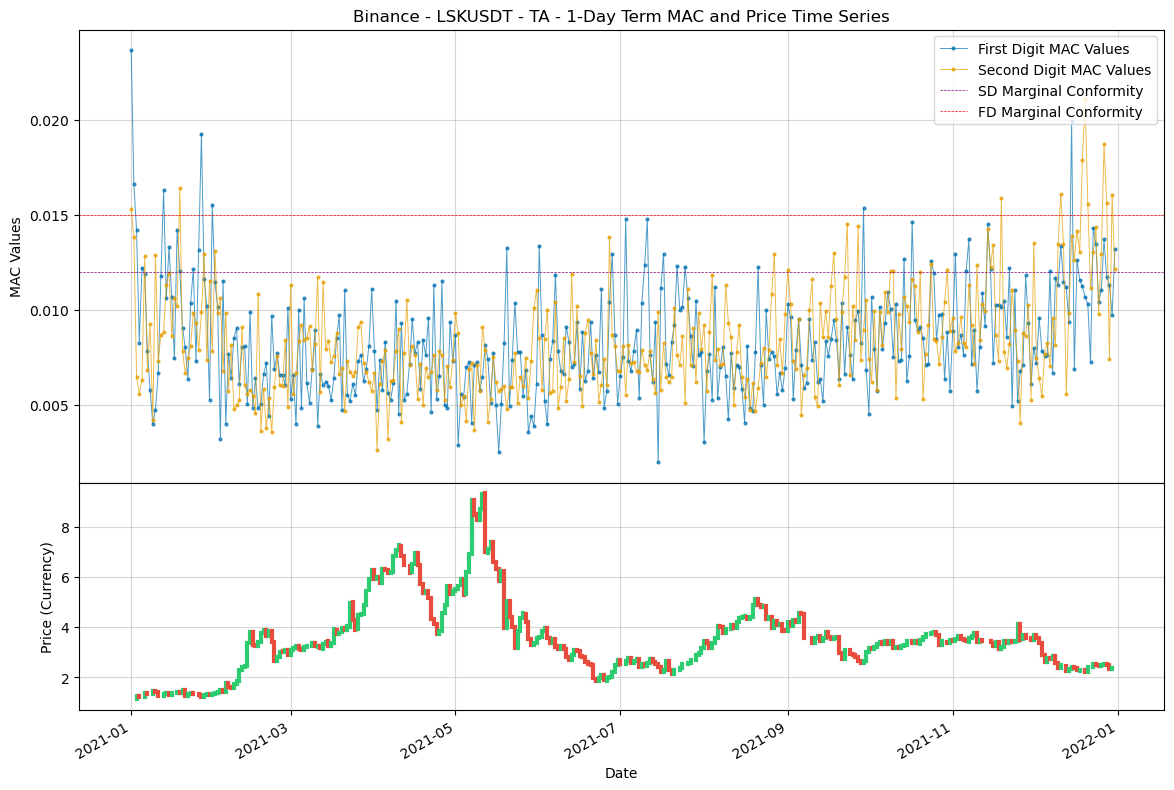 Binance - LSKUSDT - TA - 1-Day Term MAC and Price Time Series
First Digit MAC Values
Second Digit MAC Values
SD Marginal Conformity
FD Marginal Conformity
MAC Values
0.020
0.015
0.010
0.005
Price (Currency)
8
6
4
2
2021-01
2021-03
2021-05
2021-07
2021-09
2021-11
2022-01
Date